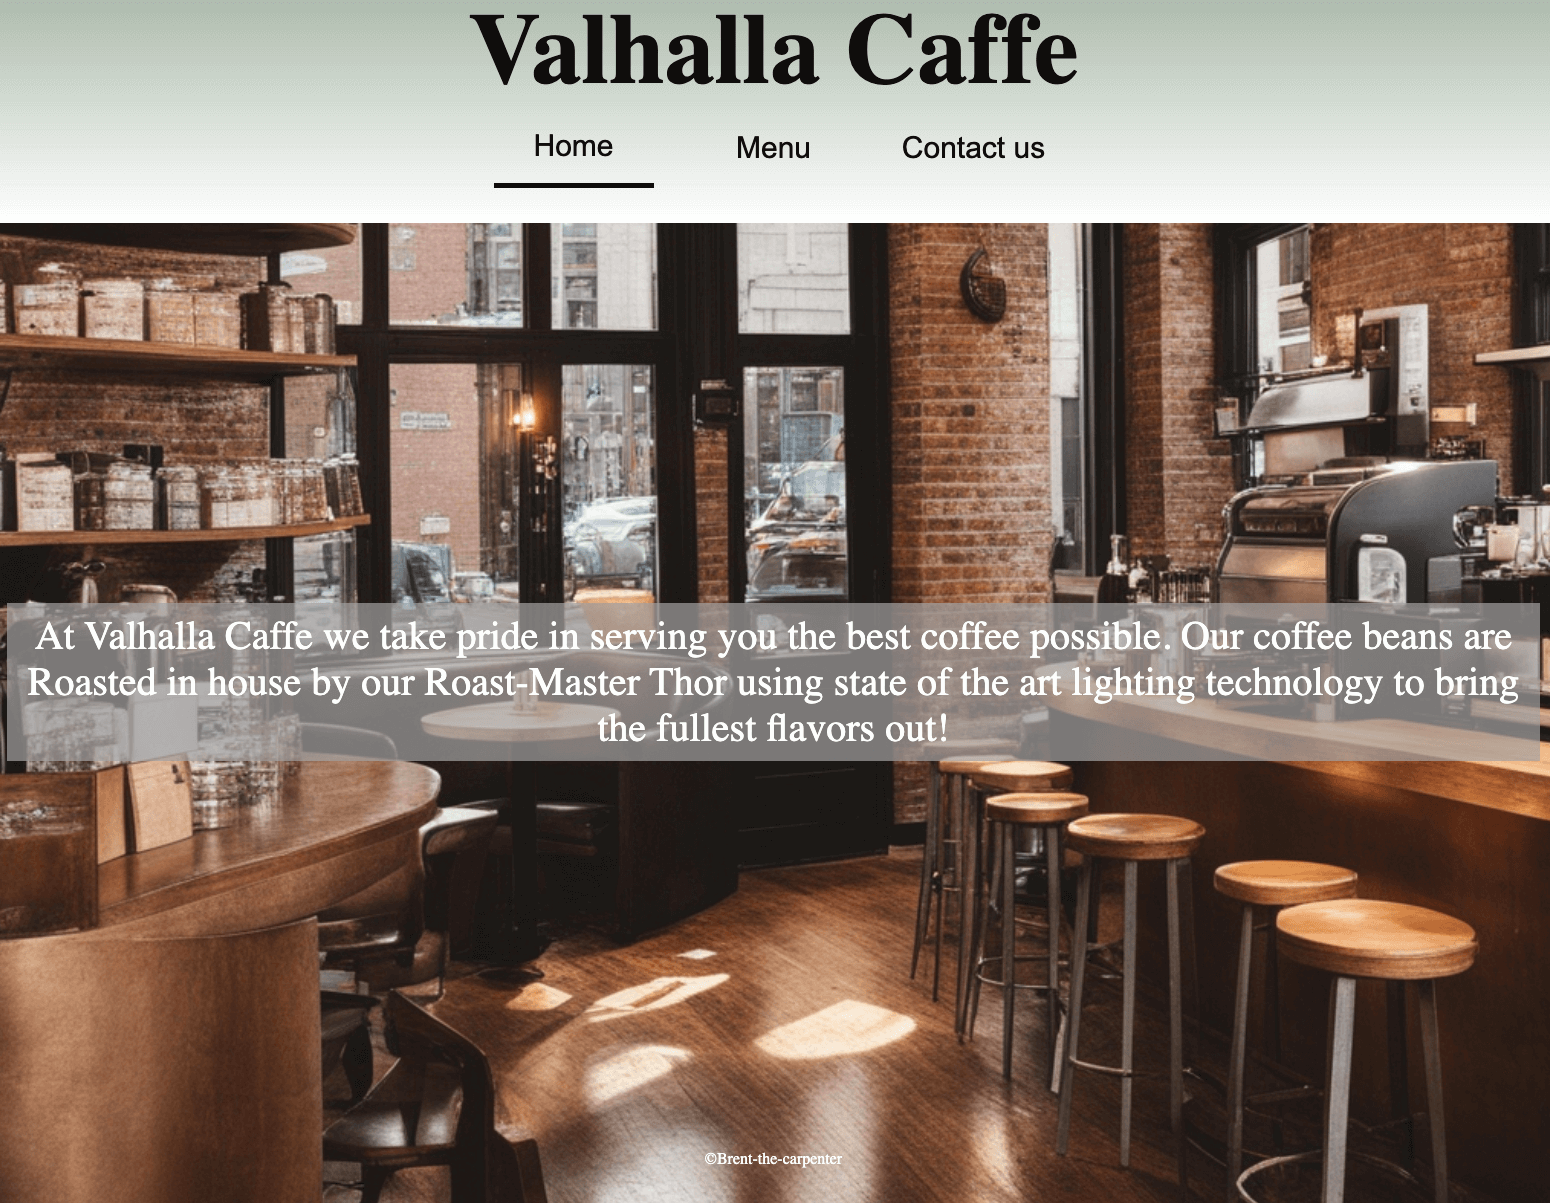 Valhalla Caffe
Home Menu Contact us
At Valhalla Caffe we take pride in serving you the best coffee possible. Our coffee beans are
Roasted in house by our Roast-Master Thor using state of the art lighting technology to bring
the fullest flavors out!
©Brent-the-carpenter